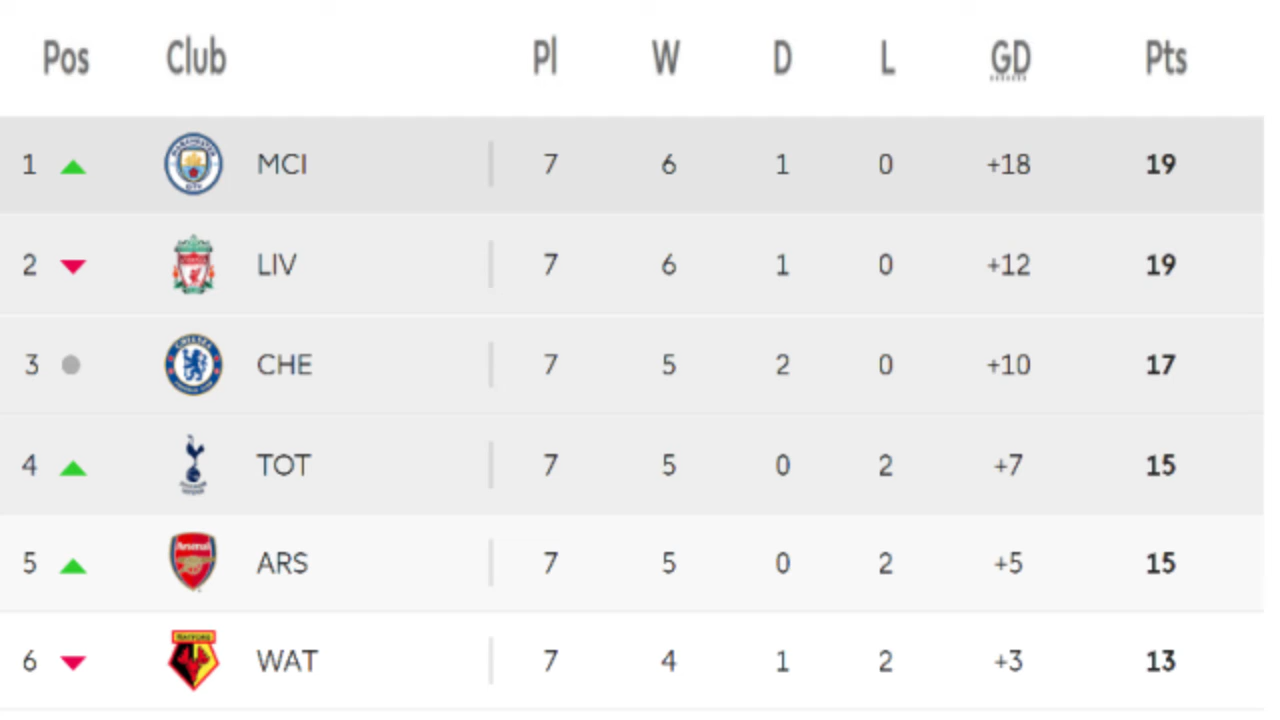 Pos Club Pl W D L GD Pts
1 MCI 7 6 1 0 +18 19
2 LIV 7 6 1 0 +12 19
3 CHE 7 5 2 0 +10 17
4 TOT 7 5 0 2 +7 15
5 Arsenal ARS 7 5 0 2 +5 15
6 WATFORD WAT 7 4 1 2 +3 13